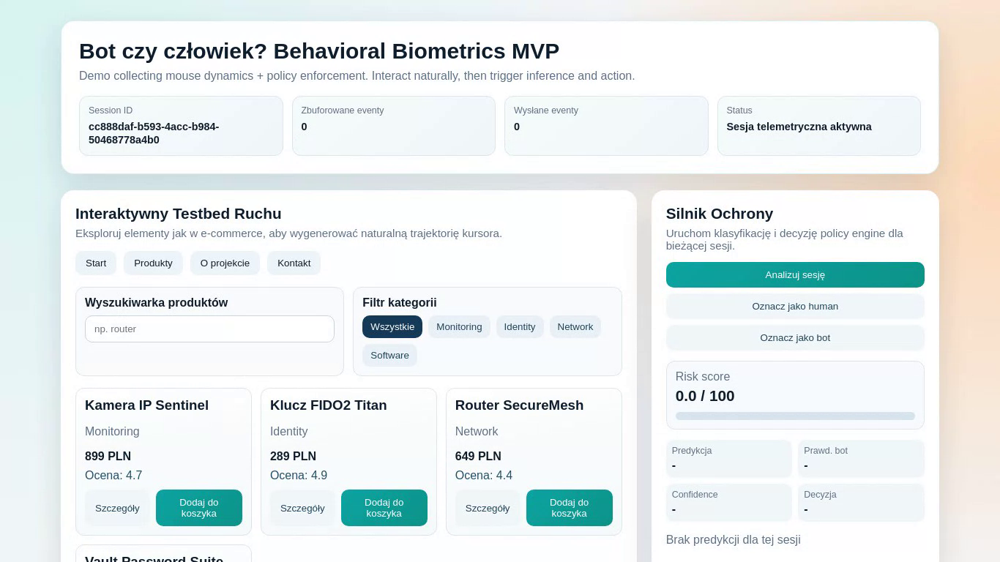 Bot czy człowiek? Behavioral Biometrics MVP
Demo collecting mouse dynamics + policy enforcement. Interact naturally, then trigger inference and action.
Session ID
cc888daf-b593-4acc-b984-
50468778a4b0
Zbuforowane eventy
0
Wysłane eventy
0
Status
Sesja telemetryczna aktywna
Interaktywny Testbed Ruchu
Eksploruj elementy jak w e-commerce, aby wygenerować naturalną trajektorię kursora.
Start
Produkty
O projekcie
Kontakt
Wyszukiwarka produktów
np. router
Filtr kategorii
Wszystkie
Monitoring
Identity
Network
Software
Kamera IP Sentinel
Monitoring
899 PLN
Ocena: 4.7
Szczegóły
Dodaj do
koszyka
Klucz FIDO2 Titan
Identity
289 PLN
Ocena: 4.9
Szczegóły
Dodaj do
koszyka
Router SecureMesh
Network
649 PLN
Ocena: 4.4
Szczegóły
Dodaj do
koszyka
Vault Password Suite
Silnik Ochrony
Uruchom klasyfikację i decyzję policy engine dla
bieżącej sesji.
Analizuj sesję
Oznacz jako human
Oznacz jako bot
Risk score
0.0 / 100
Predykcja
-
Prawd. bot
-
Confidence
-
Decyzja
-
Brak predykcji dla tej sesji